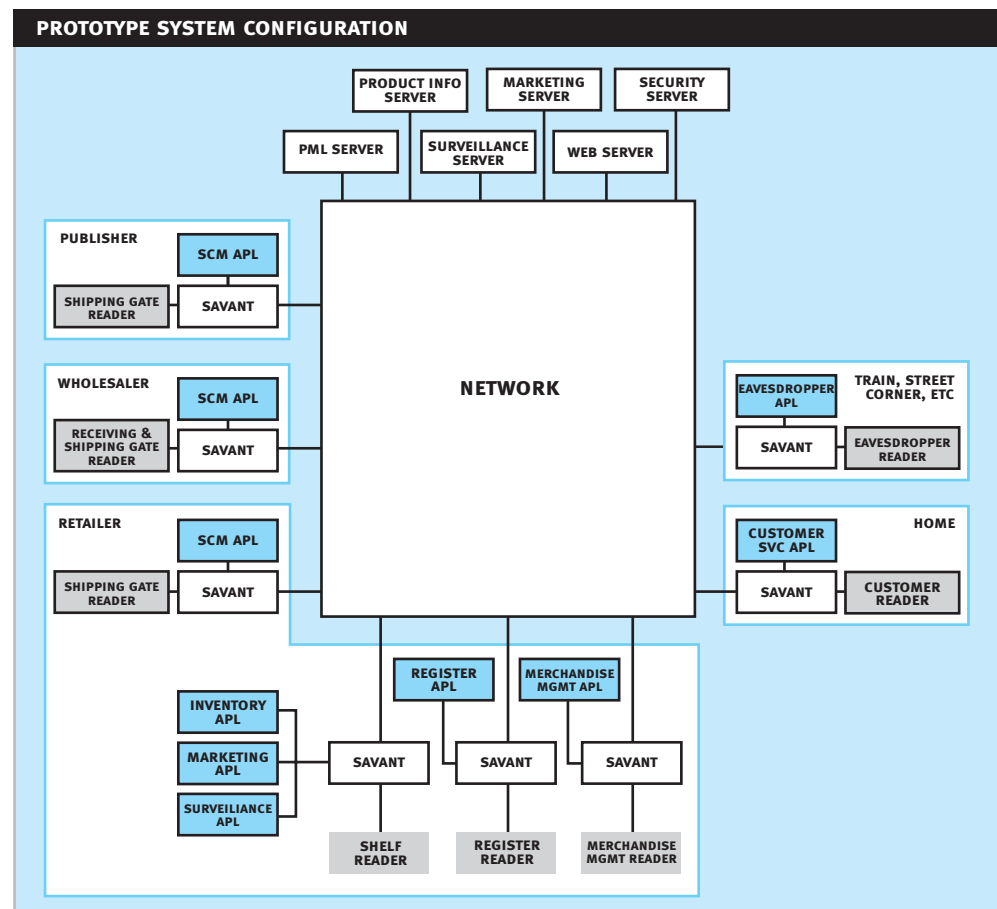 PROTOTYPE SYSTEM CONFIGURATION
PRODUCT INFO
SERVER
MARKETING
SERVER
SECURITY
SERVER
PML SERVER
SURVEILLANCE
SERVER
WEB SERVER
PUBLISHER
SCM APL
SHIPPING GATE
READER
SAVANT
WHOLESALER
SCM APL
RECEIVING &
SHIPPING GATE
READER
SAVANT
NETWORK
EAVESDROPPER
APL
TRAIN, STREET
CORNER, ETC
SAVANT
EAVESDROPPER
READER
RETAILER
SCM APL
SHIPPING GATE
READER
SAVANT
CUSTOMER
SVC APL
HOME
SAVANT
CUSTOMER
READER
REGISTER
APL
MERCHANDISE
MGMT APL
INVENTORY
APL
MARKETING
APL
SURVEILIANCE
APL
SAVANT
SAVANT
SAVANT
SHELF
READER
REGISTER
READER
MERCHANDISE
MGMT READER